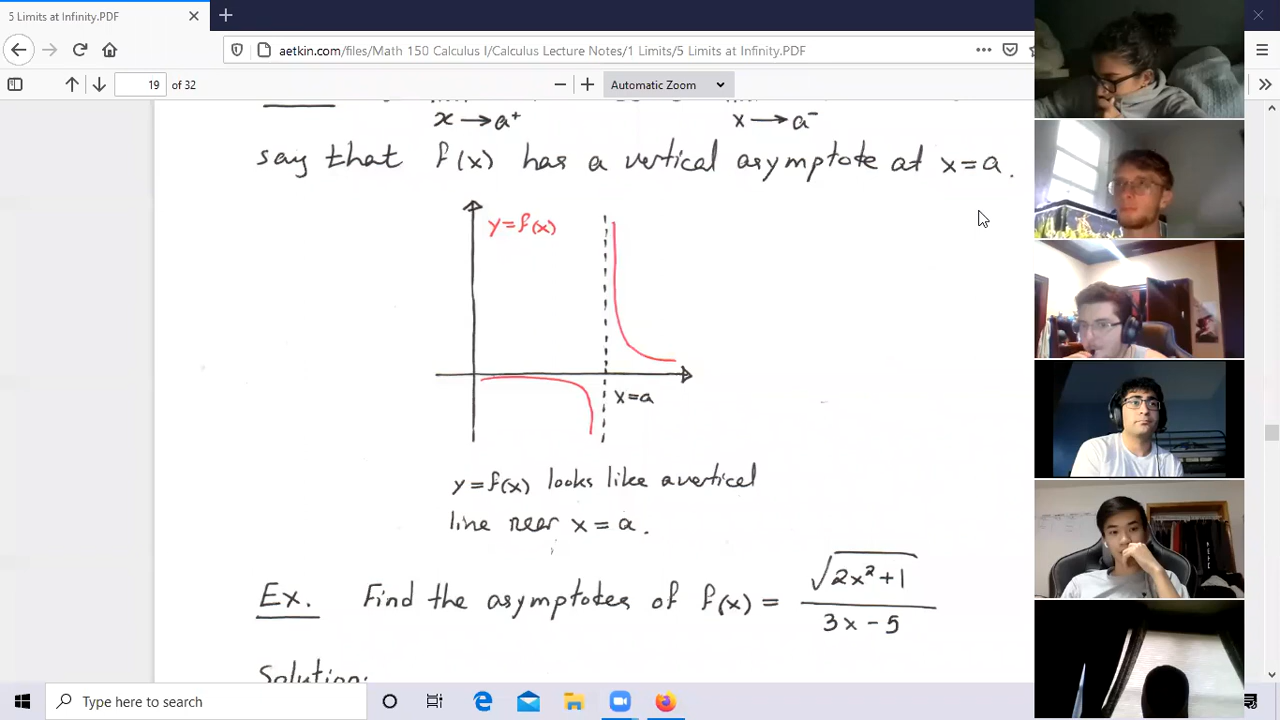 5 Limits at Infinity.PDF
aetkin.com/files/Math 150 Calculus I/Calculus Lecture Notes/1 Limits/5 Limits at Infinity.PDF
19 of 32
Automatic Zoom
x → a⁺ x → a⁻
say that f(x) has a vertical asymptote at x=a.
y=f(x)
x=a
y=f(x) looks like a vertical
line near x=a.
Ex. Find the asymptotes of f(x) = √(2x²+1) / (3x-5)
Solution:
Type here to search